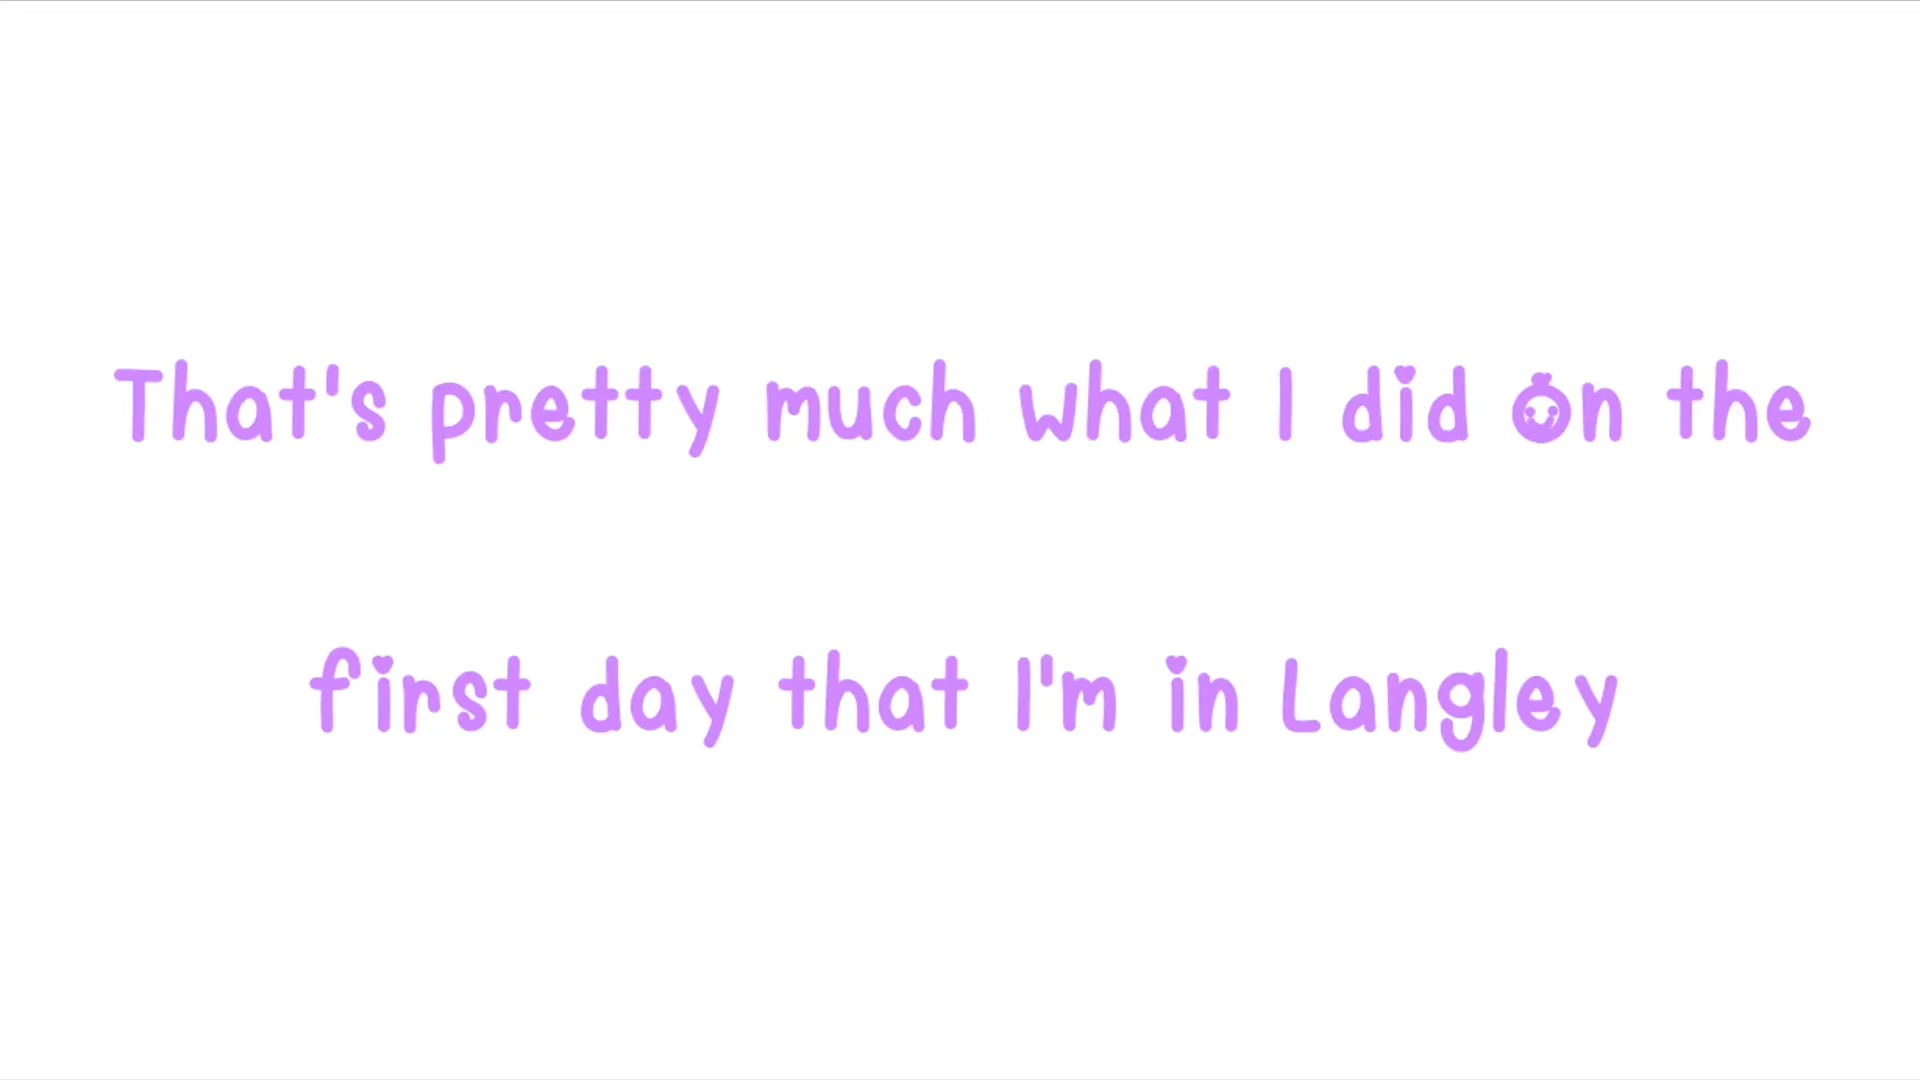 That's pretty much what I did on the
first day that I'm in Langley